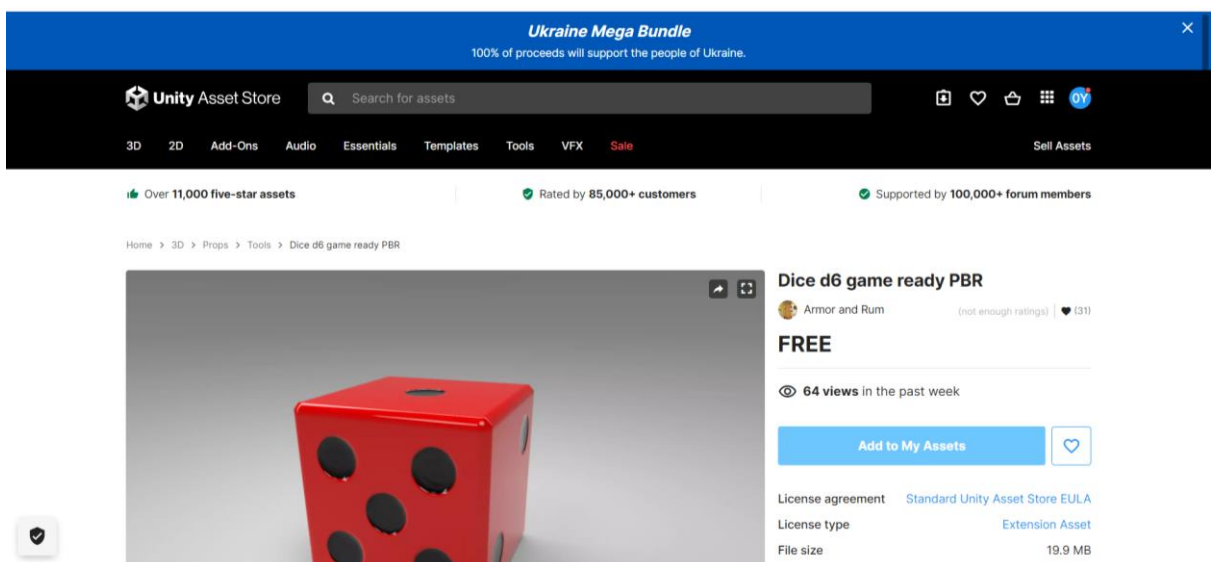 Ukraine Mega Bundle
100% of proceeds will support the people of Ukraine.
Unity Asset Store
Search for assets
OY
3D 2D Add-Ons Audio Essentials Templates Tools VFX Sale Sell Assets
Over 11,000 five-star assets Rated by 85,000+ customers Supported by 100,000+ forum members
Home > 3D > Props > Tools > Dice d6 game ready PBR
Dice d6 game ready PBR
Armor and Rum (not enough ratings) (31)
FREE
64 views in the past week
Add to My Assets
License agreement Standard Unity Asset Store EULA
License type Extension Asset
File size 19.9 MB